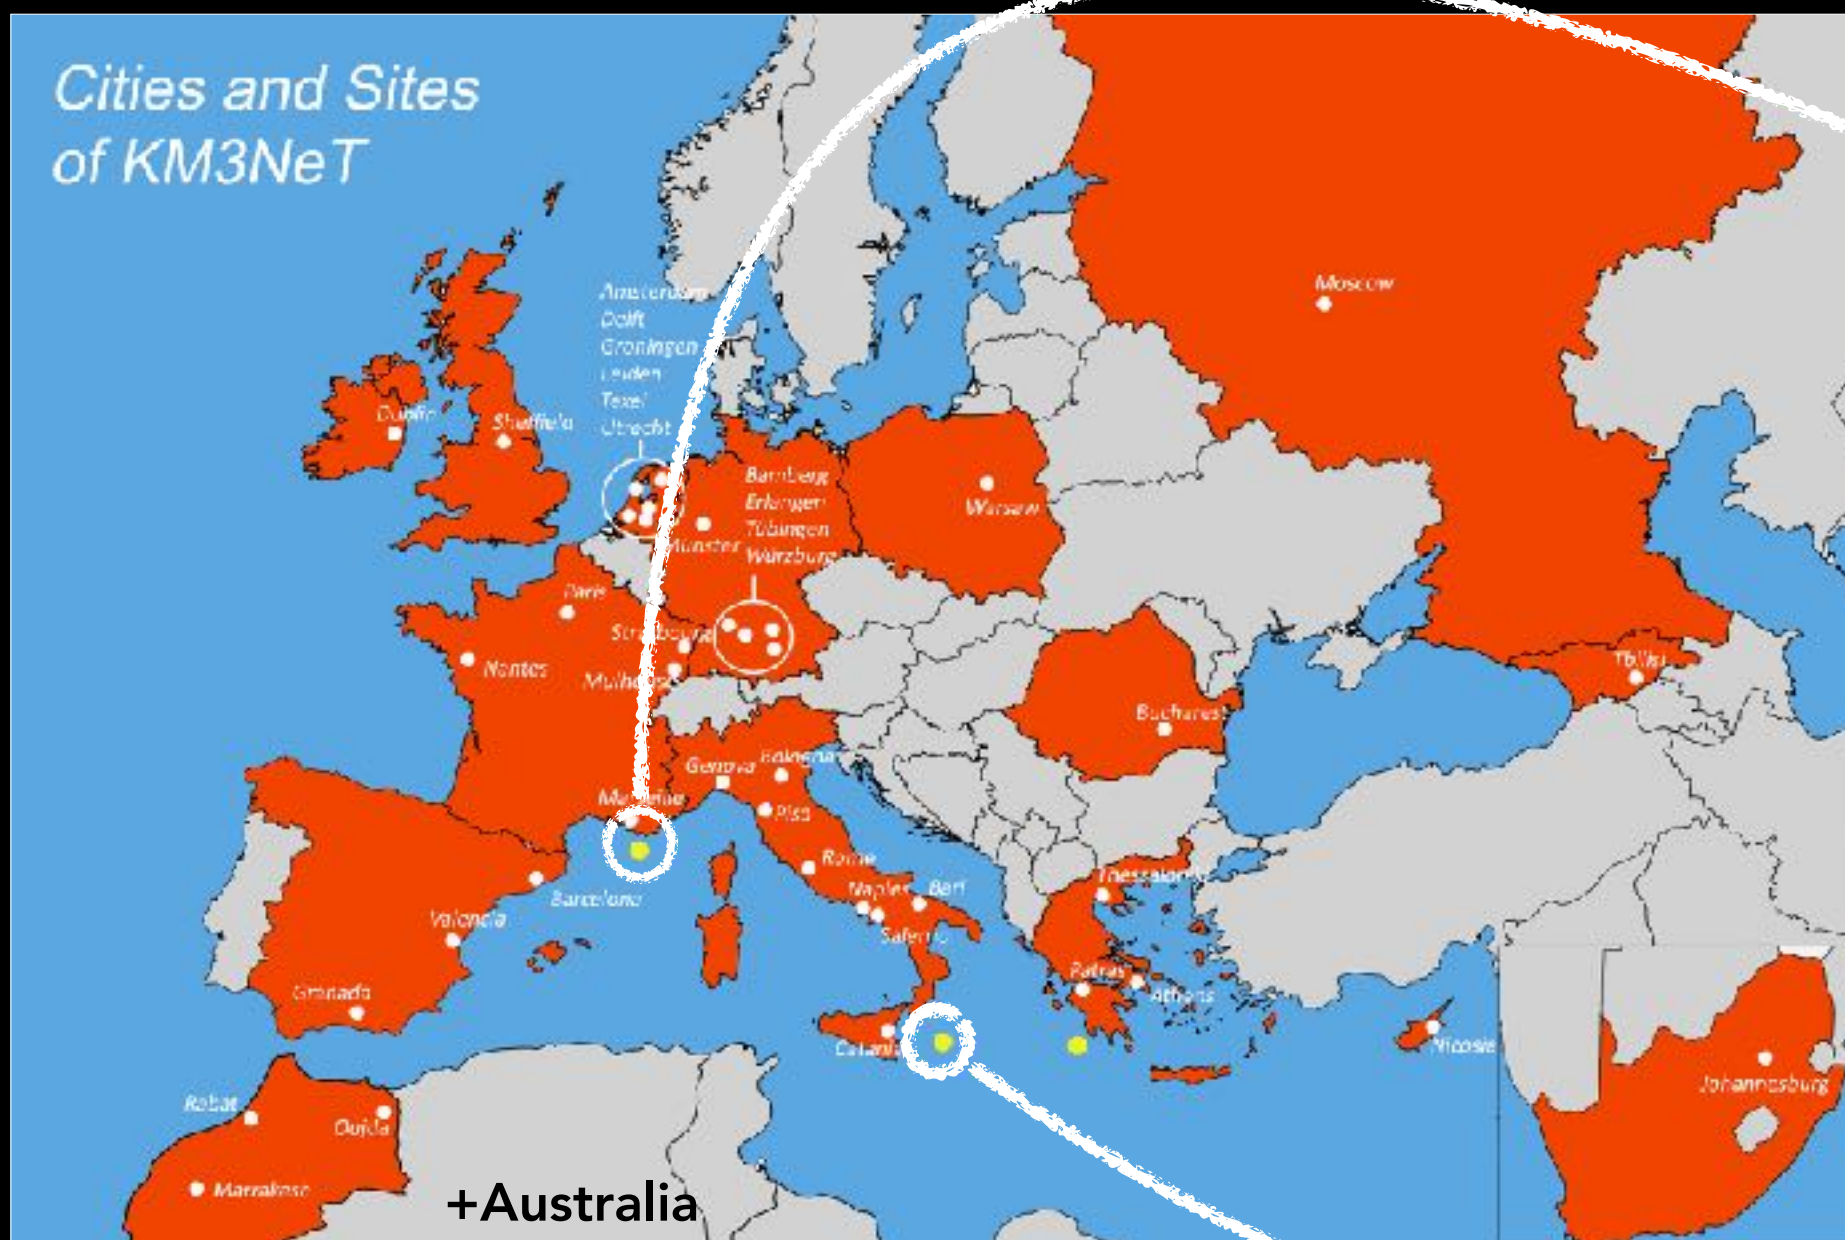 Cities and Sites
of KM3NeT
Moscow
Amsterdam
Delft
Groningen
Leiden
Texel
Utrecht
Dublin
Sheffield
Bamberg
Erlangen
Tübingen
Würzburg
Warsaw
Münster
Paris
Strasbourg
Nantes
Mulhouse
Tbilisi
Bucharest
Genova
Bologna
Marseille
Pisa
Rome
Thessaloniki
Naples
Bari
Barcelona
Valencia
Salerno
Patras
Athens
Granada
Catania
Nicosia
Johannesburg
Rabat
Oujda
Marrakesh
+Australia